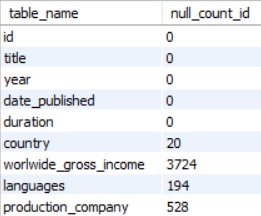 table_name null_count_id
id 0
title 0
year 0
date_published 0
duration 0
country 20
worlwide_gross_income 3724
languages 194
production_company 528